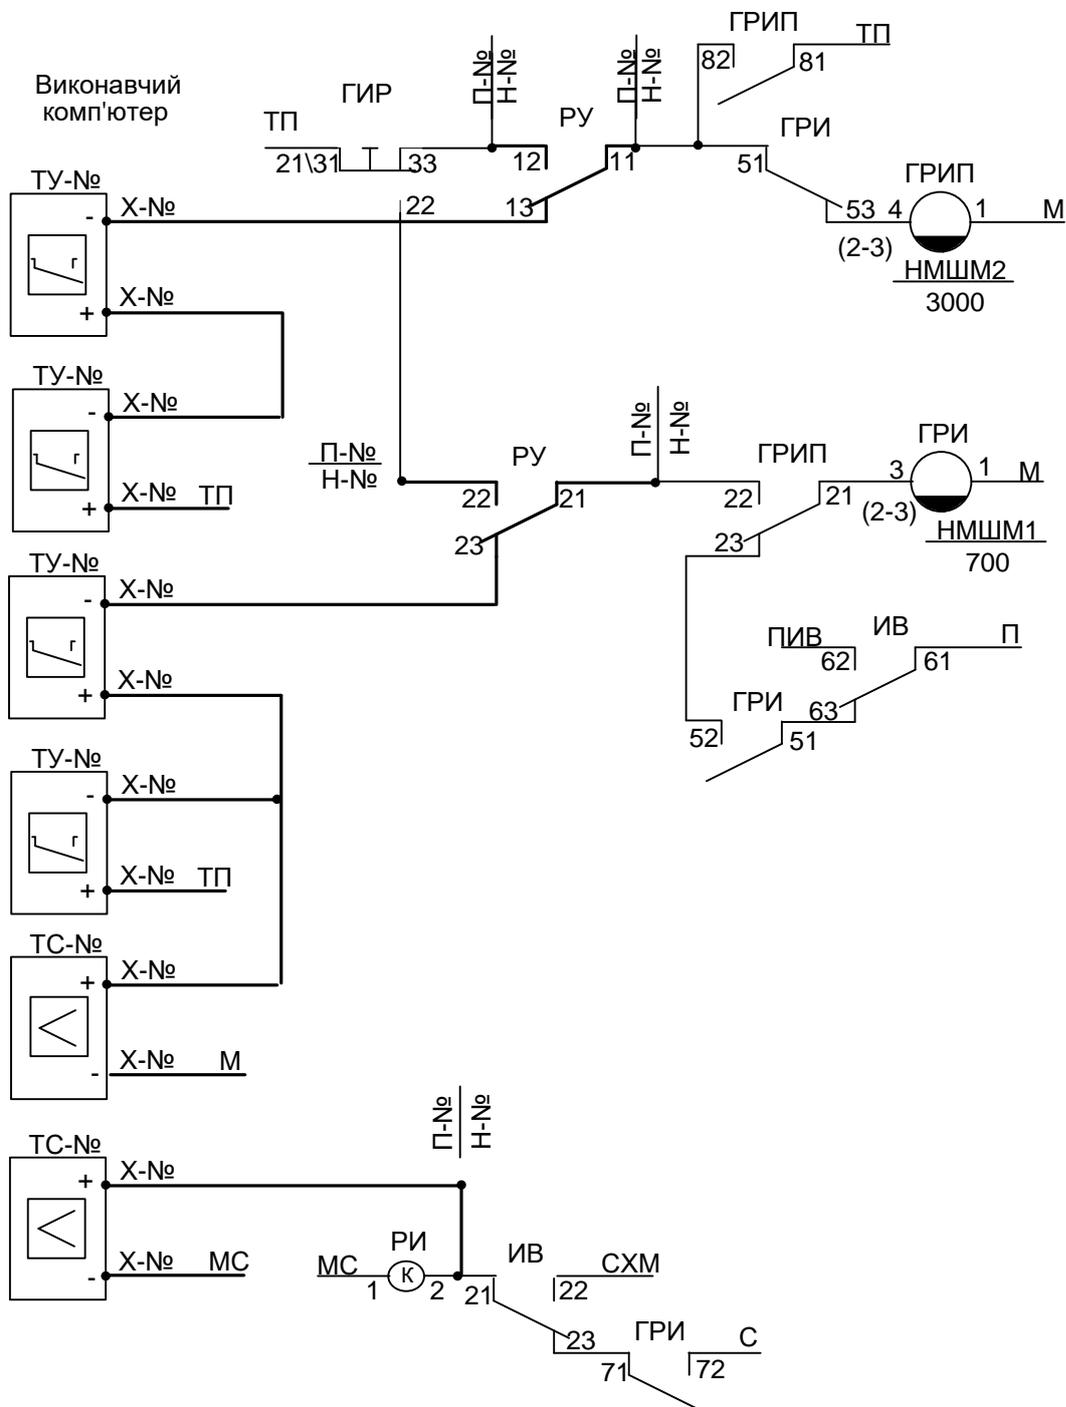 ГРИП
ТП
82
81
Виконавчий
комп'ютер
ГИР
П-№
Н-№
П-№
Н-№
ТП
РУ
ГРИ
21\31
33
12
11
51
ГРИП
ТУ-№
Х-№
22
13
53
4
1
М
-
(2-3)
НМШМ2
3000
Х-№
+
ТУ-№
Х-№
-
П-№
Н-№
ГРИ
П-№
Н-№
РУ
ГРИП
3
1
М
Х-№
ТП
+
22
21
22
21
(2-3)
НМШМ1
700
23
23
ТУ-№
Х-№
-
ПИВ
ИВ
П
62
61
Х-№
+
ГРИ
63
52
51
ТУ-№
Х-№
-
Х-№
ТП
+
ТС-№
Х-№
+
Х-№
М
-
П-№
Н-№
ТС-№
Х-№
+
РИ
ИВ
Х-№
МС
МС
К
СХМ
-
1
2
21
22
23
ГРИ
С
71
72